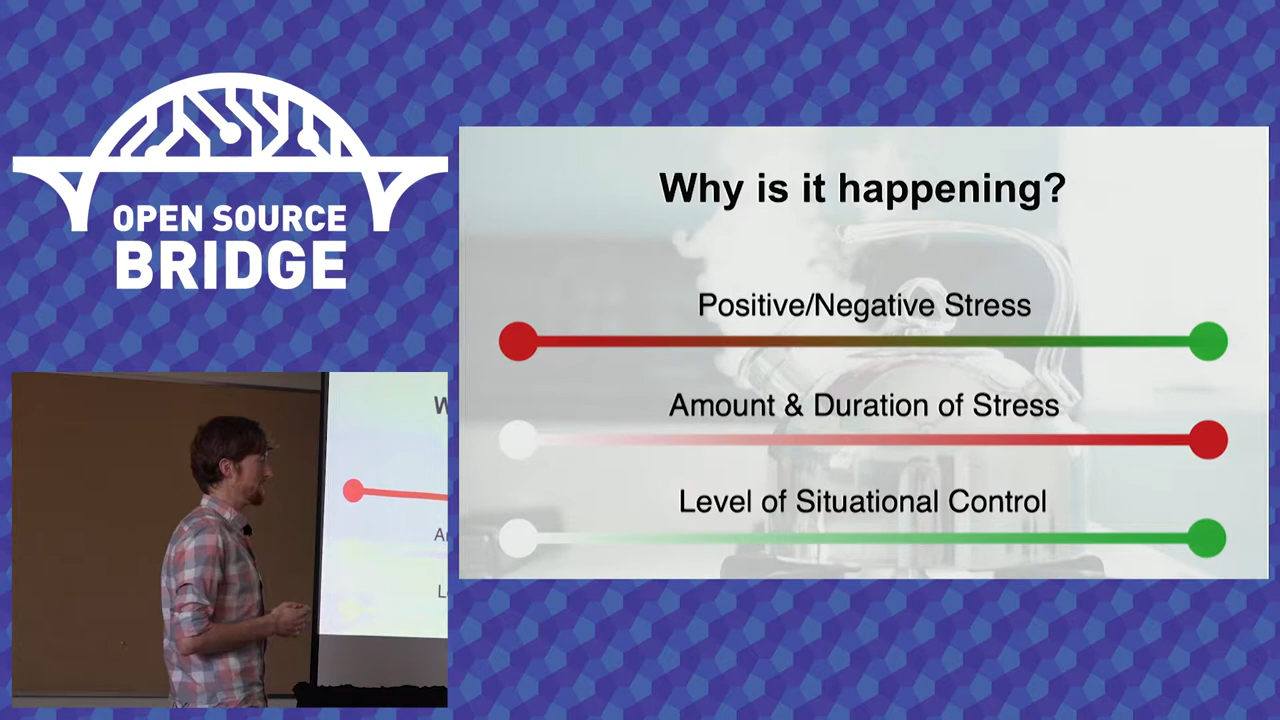 OPEN SOURCE
BRIDGE
Why is it happening?
Positive/Negative Stress
Amount & Duration of Stress
Level of Situational Control
W
A
L